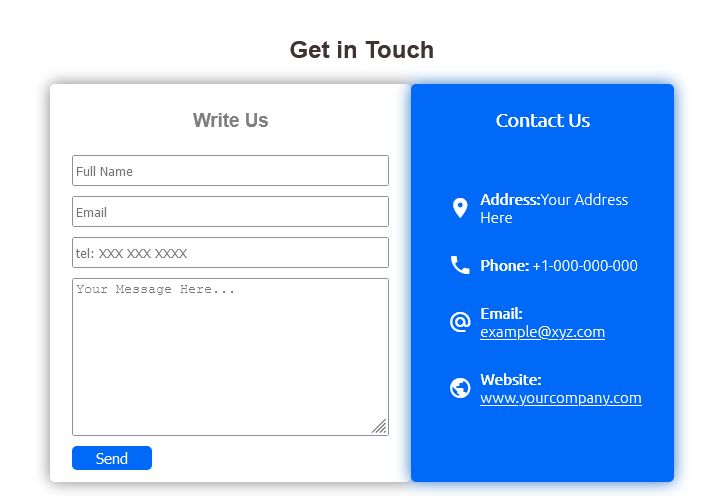 Get in Touch
Write Us
Full Name
Email
tel: XXX XXX XXXX
Your Message Here...
Send
Contact Us
Address:Your Address
Here
Phone: +1-000-000-000
Email:
example@xyz.com
Website:
www.yourcompany.com